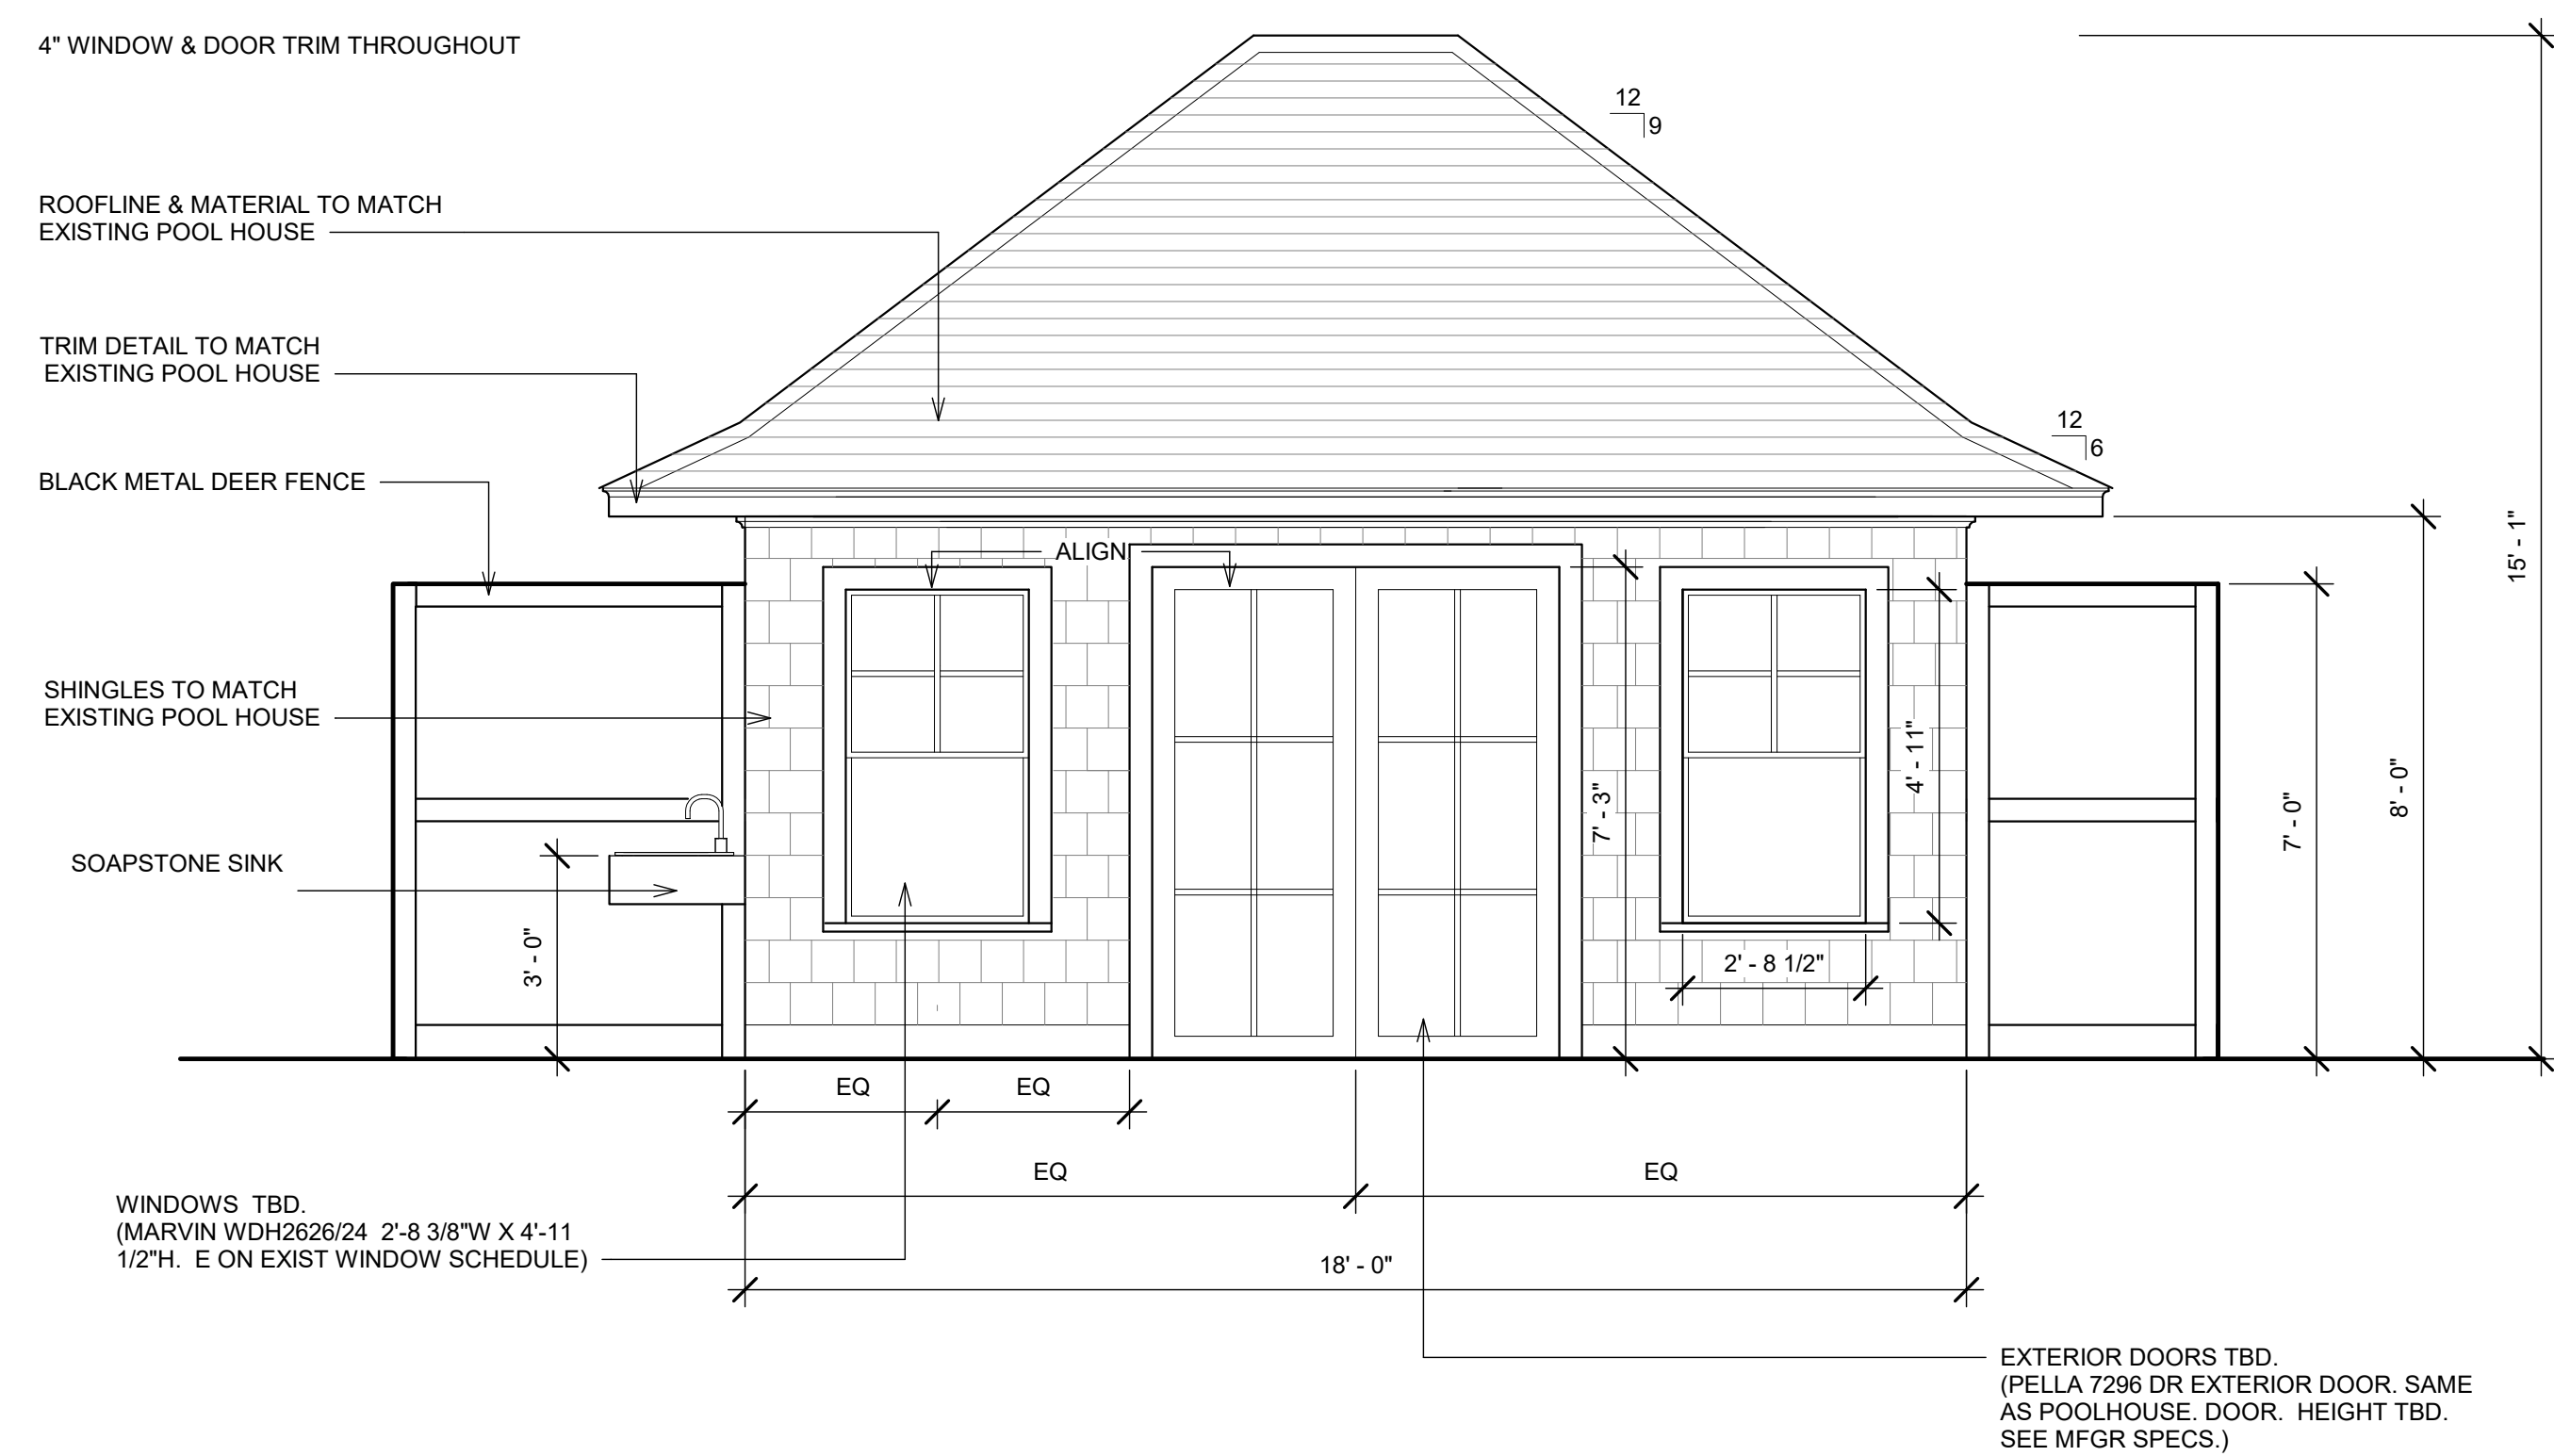 4" WINDOW & DOOR TRIM THROUGHOUT
12
9
ROOFLINE & MATERIAL TO MATCH
EXISTING POOL HOUSE
TRIM DETAIL TO MATCH
EXISTING POOL HOUSE
12
6
BLACK METAL DEER FENCE
ALIGN
15' - 1"
SHINGLES TO MATCH
EXISTING POOL HOUSE
4' - 11"
7' - 3"
8' - 0"
7' - 0"
SOAPSTONE SINK
3' - 0"
2' - 8 1/2"
EQ
EQ
EQ
EQ
WINDOWS  TBD.
(MARVIN WDH2626/24  2'-8 3/8"W X 4'-11
1/2"H.  E ON EXIST WINDOW SCHEDULE)
18' - 0"
EXTERIOR DOORS TBD.
(PELLA 7296 DR EXTERIOR DOOR. SAME
AS POOLHOUSE. DOOR.  HEIGHT TBD.
SEE MFGR SPECS.)